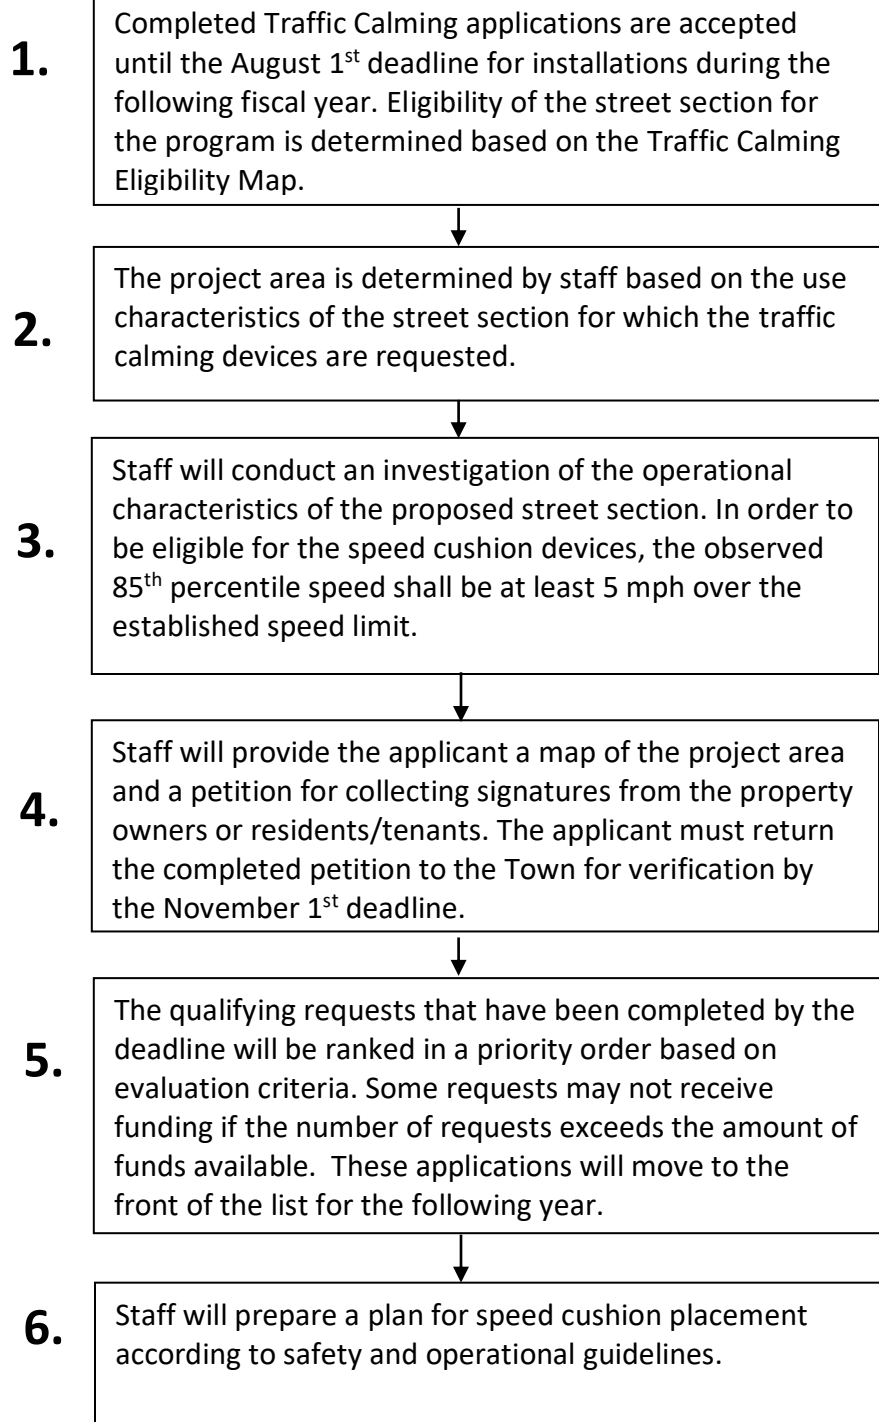 1.
Completed Traffic Calming applications are accepted
until the August 1st deadline for installations during the
following fiscal year. Eligibility of the street section for
the program is determined based on the Traffic Calming
Eligibility Map.
2.
The project area is determined by staff based on the use
characteristics of the street section for which the traffic
calming devices are requested.
3.
Staff will conduct an investigation of the operational
characteristics of the proposed street section. In order to
be eligible for the speed cushion devices, the observed
85th percentile speed shall be at least 5 mph over the
established speed limit.
4.
Staff will provide the applicant a map of the project area
and a petition for collecting signatures from the property
owners or residents/tenants. The applicant must return
the completed petition to the Town for verification by
the November 1st deadline.
5.
The qualifying requests that have been completed by the
deadline will be ranked in a priority order based on
evaluation criteria. Some requests may not receive
funding if the number of requests exceeds the amount of
funds available.  These applications will move to the
front of the list for the following year.
6.
Staff will prepare a plan for speed cushion placement
according to safety and operational guidelines.